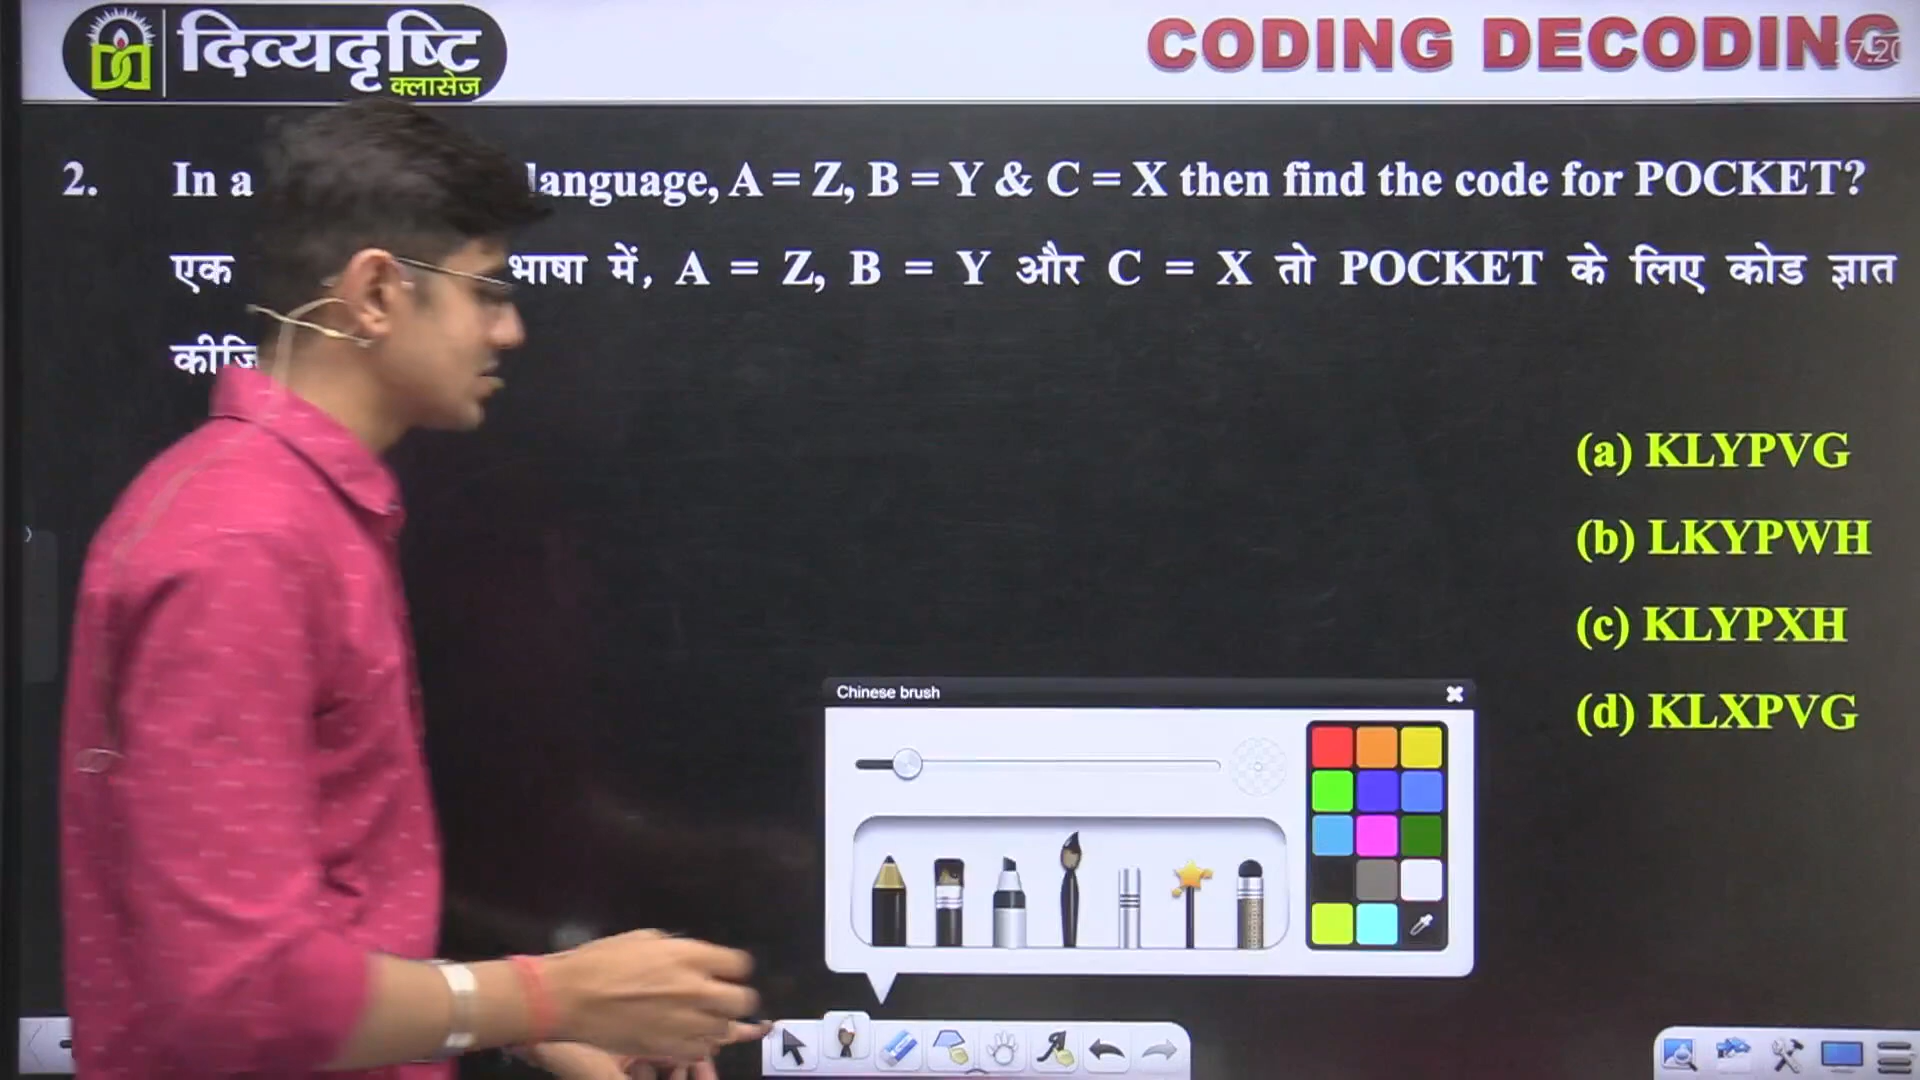 दिव्यदृष्टि
क्लासेज
CODING DECODING
2. In a language, A = Z, B = Y & C = X then find the code for POCKET?
एक भाषा में, A = Z, B = Y और C = X तो POCKET के लिए कोड ज्ञात
(a) KLYPVG
(b) LKYPWH
(c) KLYPXH
(d) KLXPVG
Chinese brush